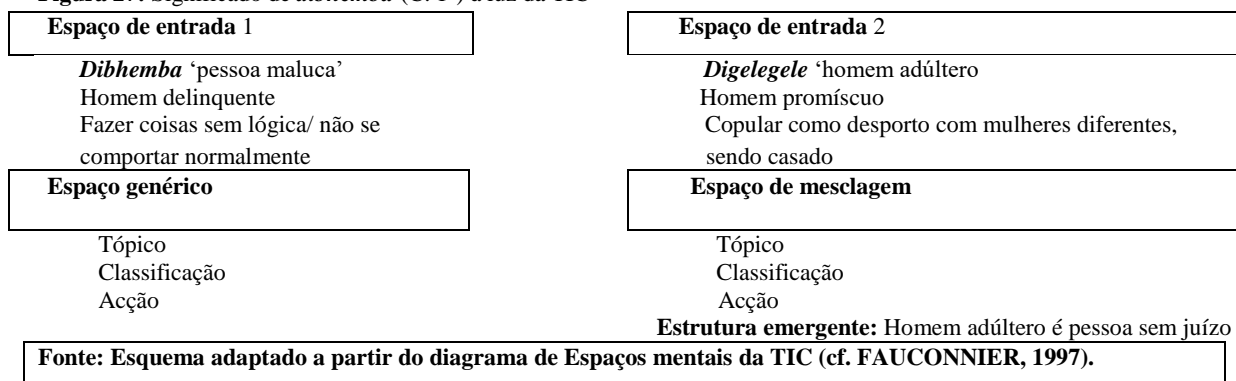 Espaço de entrada 1
Dibhemba ‘pessoa maluca’
Homem delinquente
Fazer coisas sem lógica/ não se
comportar normalmente
Espaço de entrada 2
Digelegele ‘homem adúltero
Homem promíscuo
Copular como desporto com mulheres diferentes,
sendo casado
Espaço genérico
Tópico
Classificação
Acção
Espaço de mesclagem
Tópico
Classificação
Acção
Estrutura emergente: Homem adúltero é pessoa sem juízo
Fonte: Esquema adaptado a partir do diagrama de Espaços mentais da TIC (cf. FAUCONNIER, 1997).